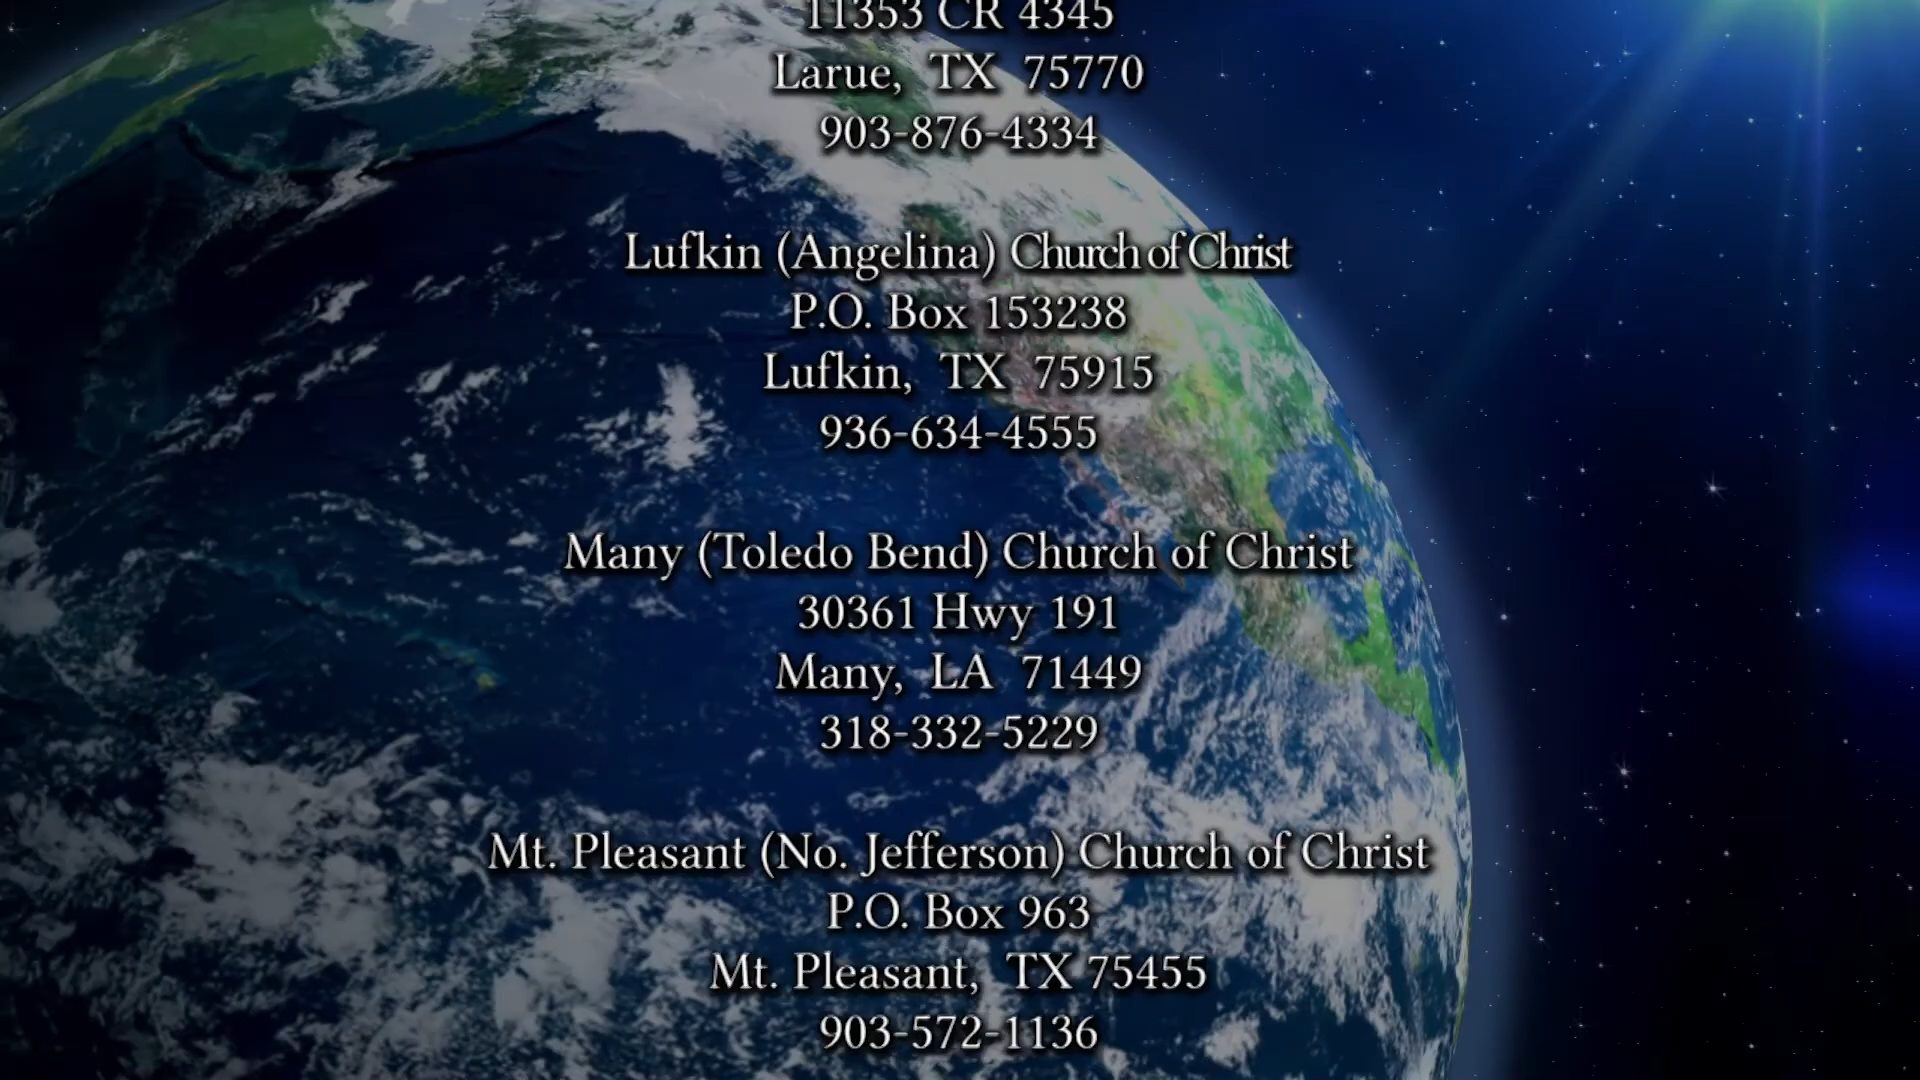 11353 CR 4345
Larue, TX 75770
903-876-4334
Lufkin (Angelina) Church of Christ
P.O. Box 153238
Lufkin, TX 75915
936-634-4555
Many (Toledo Bend) Church of Christ
30361 Hwy 191
Many, LA 71449
318-332-5229
Mt. Pleasant (No. Jefferson) Church of Christ
P.O. Box 963
Mt. Pleasant, TX 75455
903-572-1136